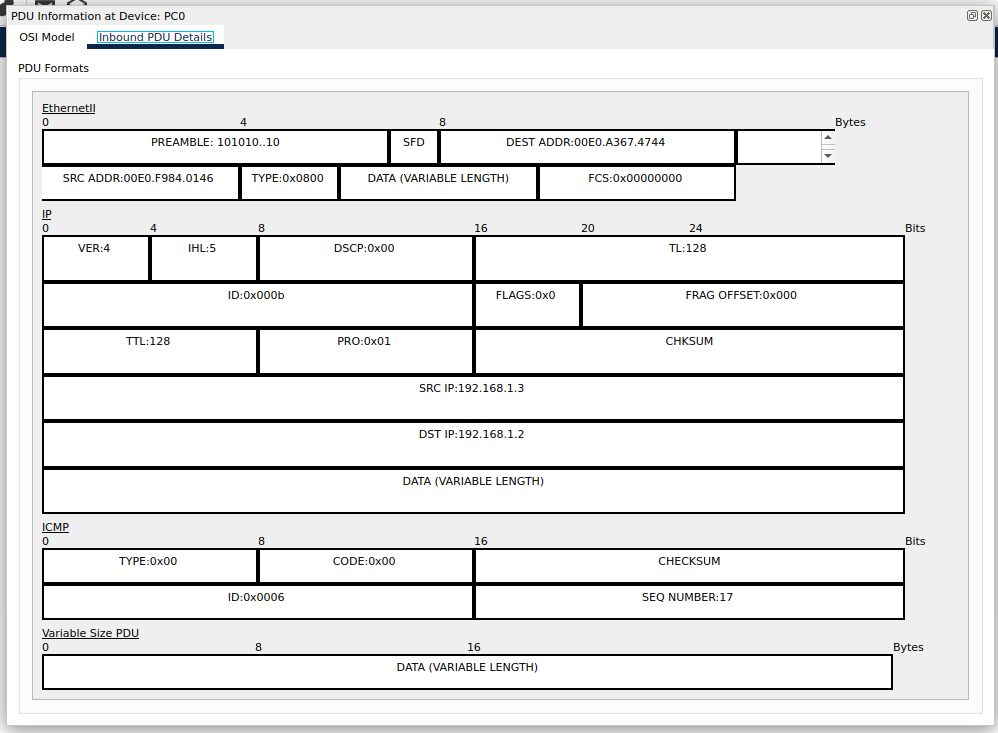 PDU Information at Device: PC0
OSI Model Inbound PDU Details
PDU Formats
EthernetII
0 4 8 Bytes
PREAMBLE: 101010..10 SFD DEST ADDR:00E0.A367.4744
SRC ADDR:00E0.F984.0146 TYPE:0x0800 DATA (VARIABLE LENGTH) FCS:0x00000000
IP
0 4 8 16 20 24 Bits
VER:4 IHL:5 DSCP:0x00 TL:128
ID:0x000b FLAGS:0x0 FRAG OFFSET:0x000
TTL:128 PRO:0x01 CHKSUM
SRC IP:192.168.1.3
DST IP:192.168.1.2
DATA (VARIABLE LENGTH)
ICMP
0 8 16 Bits
TYPE:0x00 CODE:0x00 CHECKSUM
ID:0x0006 SEQ NUMBER:17
Variable Size PDU
0 8 16 Bytes
DATA (VARIABLE LENGTH)